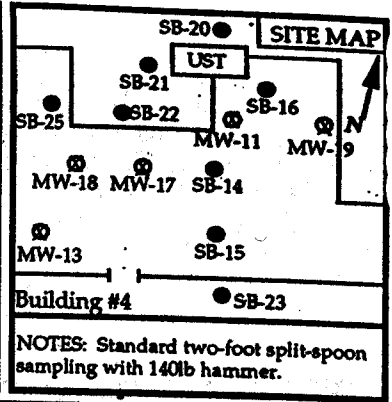 SB-20
SITE MAP
UST
SB-21
SB-16
SB-25
SB-22
MW-11
MW-19
N
MW-18
MW-17
SB-14
MW-13
SB-15
Building #4
SB-23
NOTES: Standard two-foot split-spoon
sampling with 140lb hammer.